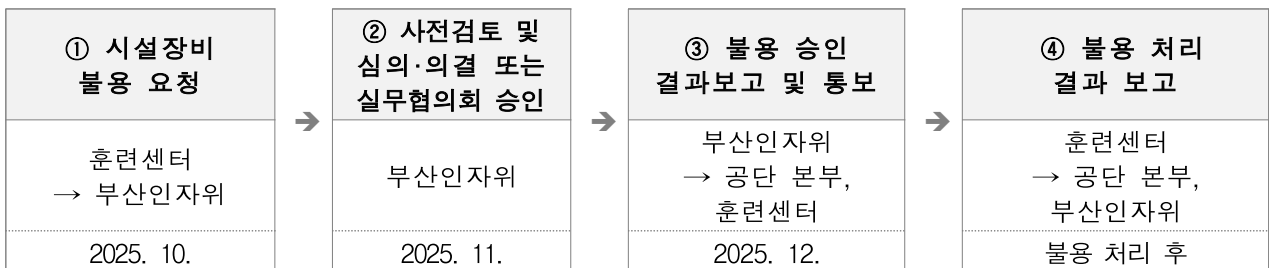 ① 시설장비
불용 요청
훈련센터
→ 부산인자위
2025. 10.
➔
② 사전검토 및
심의·의결 또는
실무협의회 승인
부산인자위
2025. 11.
➔
③ 불용 승인
결과보고 및 통보
부산인자위
→ 공단 본부,
훈련센터
2025. 12.
➔
④ 불용 처리
결과 보고
훈련센터
→ 공단 본부,
부산인자위
불용 처리 후